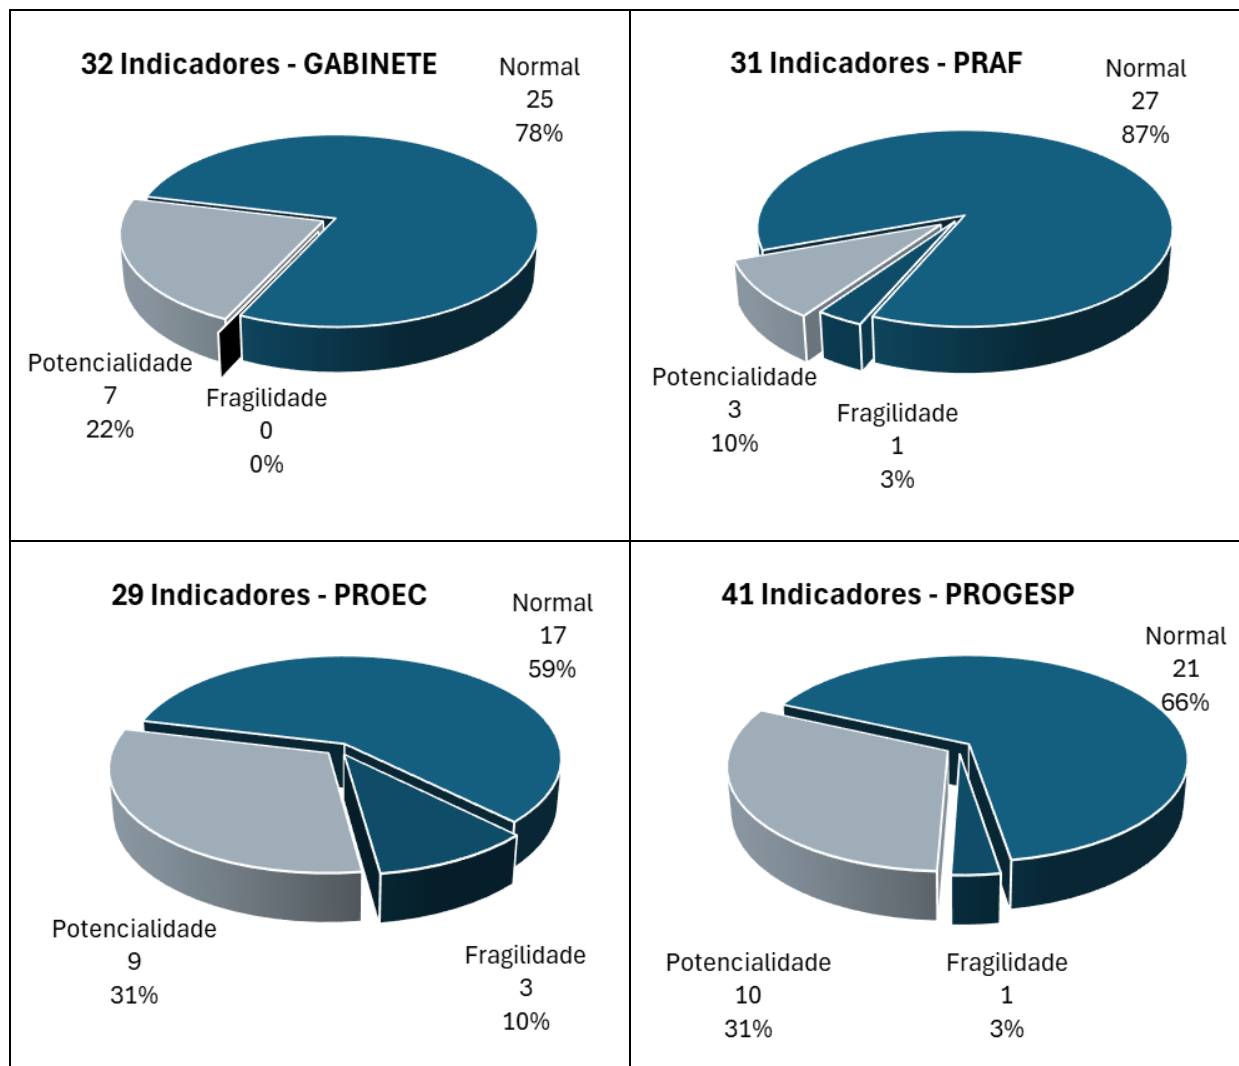 32 Indicadores - GABINETE
Normal
25
78%
Potencialidade
7
22%
Fragilidade
0
0%
31 Indicadores - PRAF
Normal
27
87%
Potencialidade
3
10%
Fragilidade
1
3%
29 Indicadores - PROEC
Normal
17
59%
Potencialidade
9
31%
Fragilidade
3
10%
41 Indicadores - PROGESP
Normal
21
66%
Potencialidade
10
31%
Fragilidade
1
3%